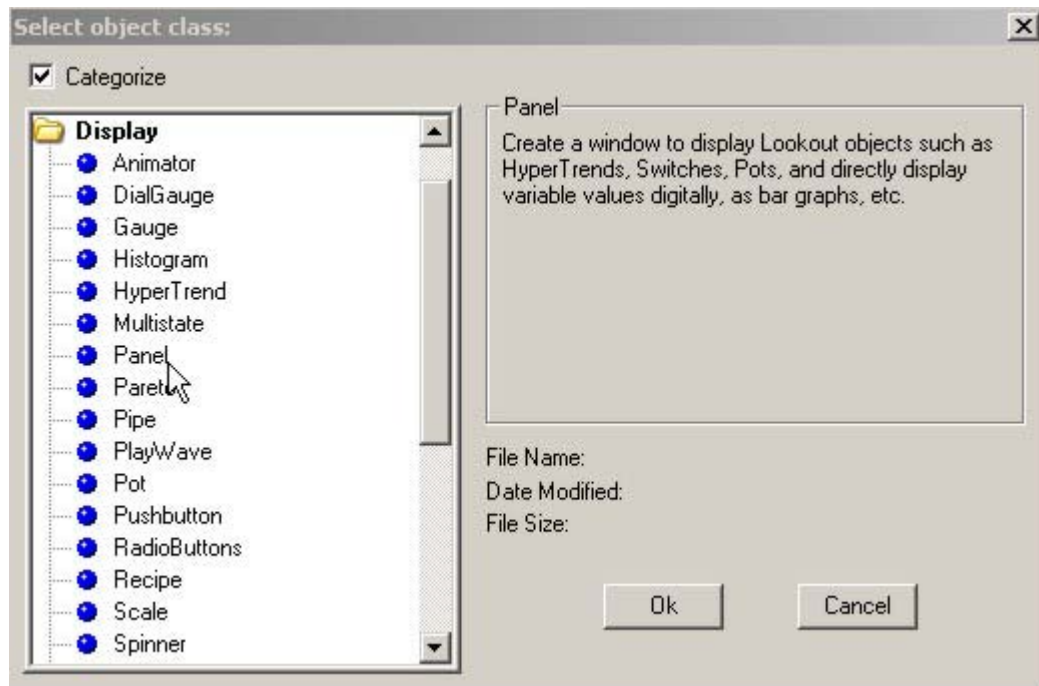 Select object class:
Categorize
Display
Animator
DialGauge
Gauge
Histogram
HyperTrend
Multistate
Panel
Pareto
Pipe
PlayWave
Pot
Pushbutton
RadioButtons
Recipe
Scale
Spinner
Panel
Create a window to display Lookout objects such as
HyperTrends, Switches, Pots, and directly display
variable values digitally, as bar graphs, etc.
File Name:
Date Modified:
File Size:
Ok
Cancel